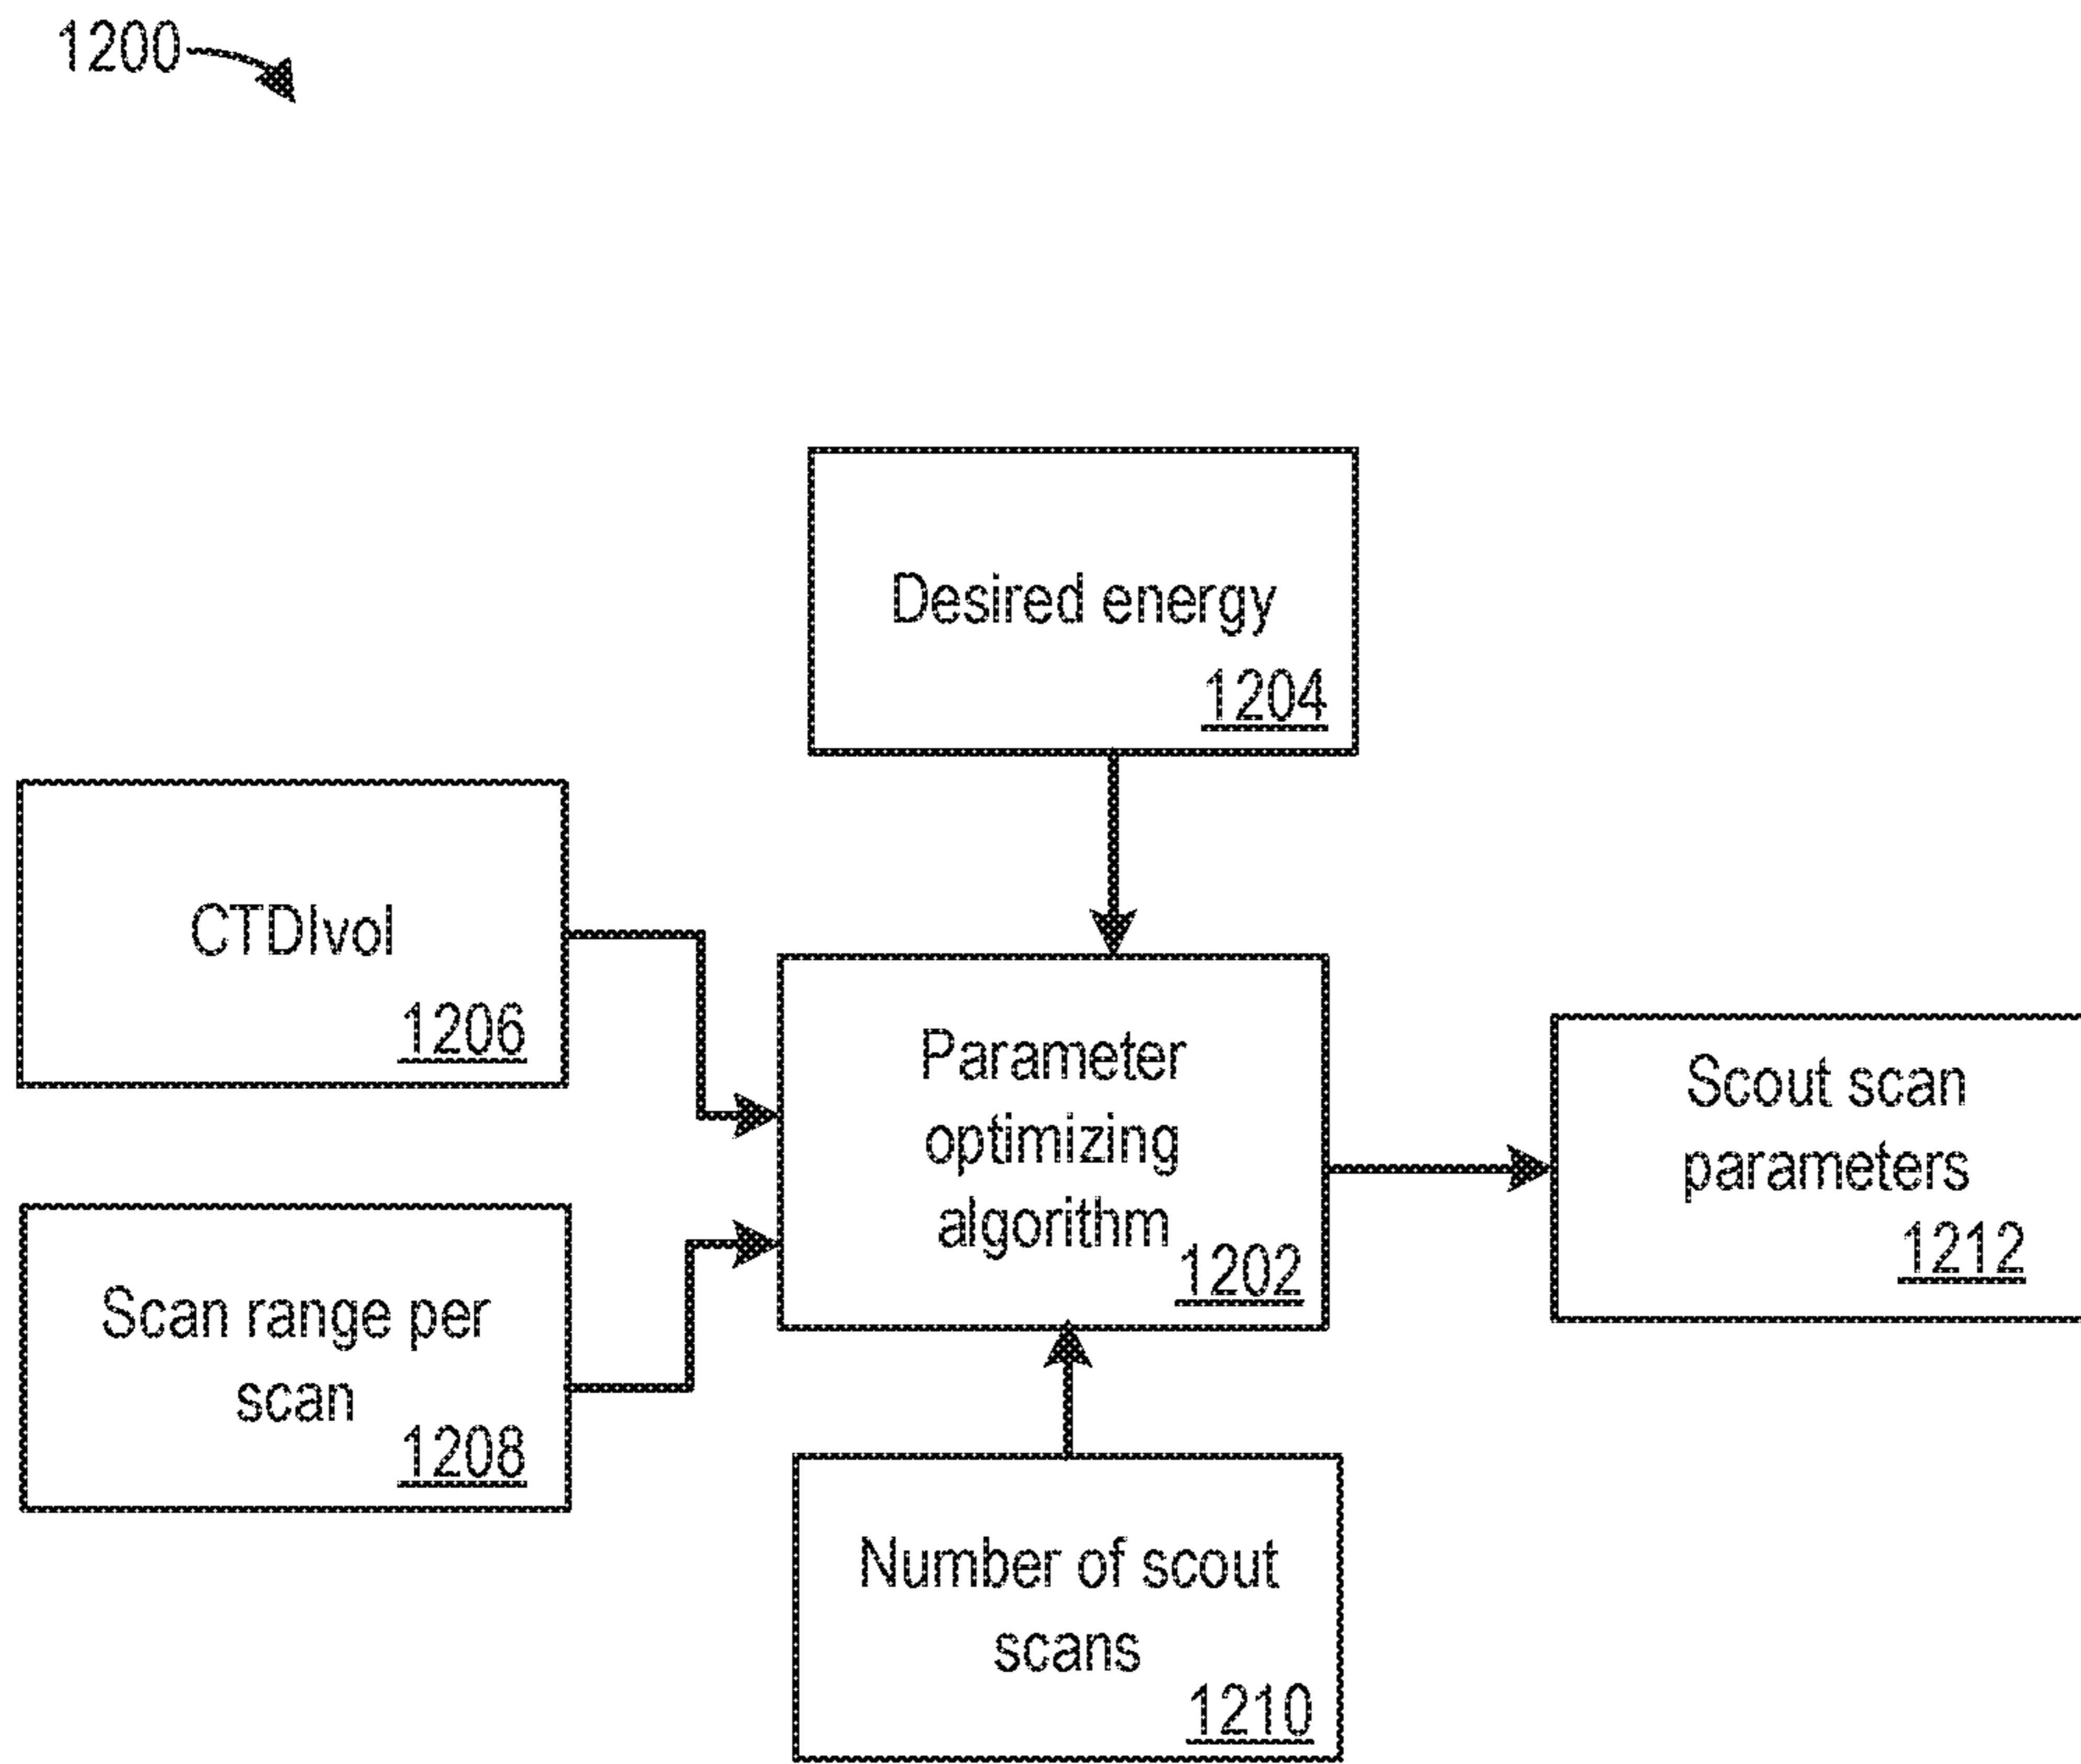 1200
Desired energy
1204
CTDIvol
1206
Parameter
optimizing
algorithm
1202
Scout scan
parameters
1212
Scan range per
scan
1208
Number of scout
scans
1210